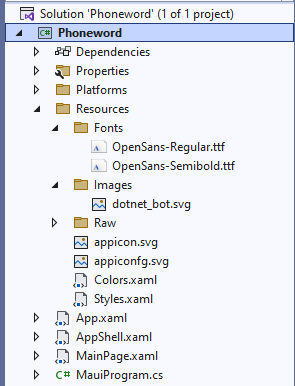 Solution 'Phoneword' (1 of 1 project)
C# Phoneword
Dependencies
Properties
Platforms
Resources
Fonts
OpenSans-Regular.ttf
OpenSans-Semibold.ttf
Images
dotnet_bot.svg
Raw
appicon.svg
appiconfg.svg
Colors.xaml
Styles.xaml
App.xaml
AppShell.xaml
MainPage.xaml
C# MauiProgram.cs